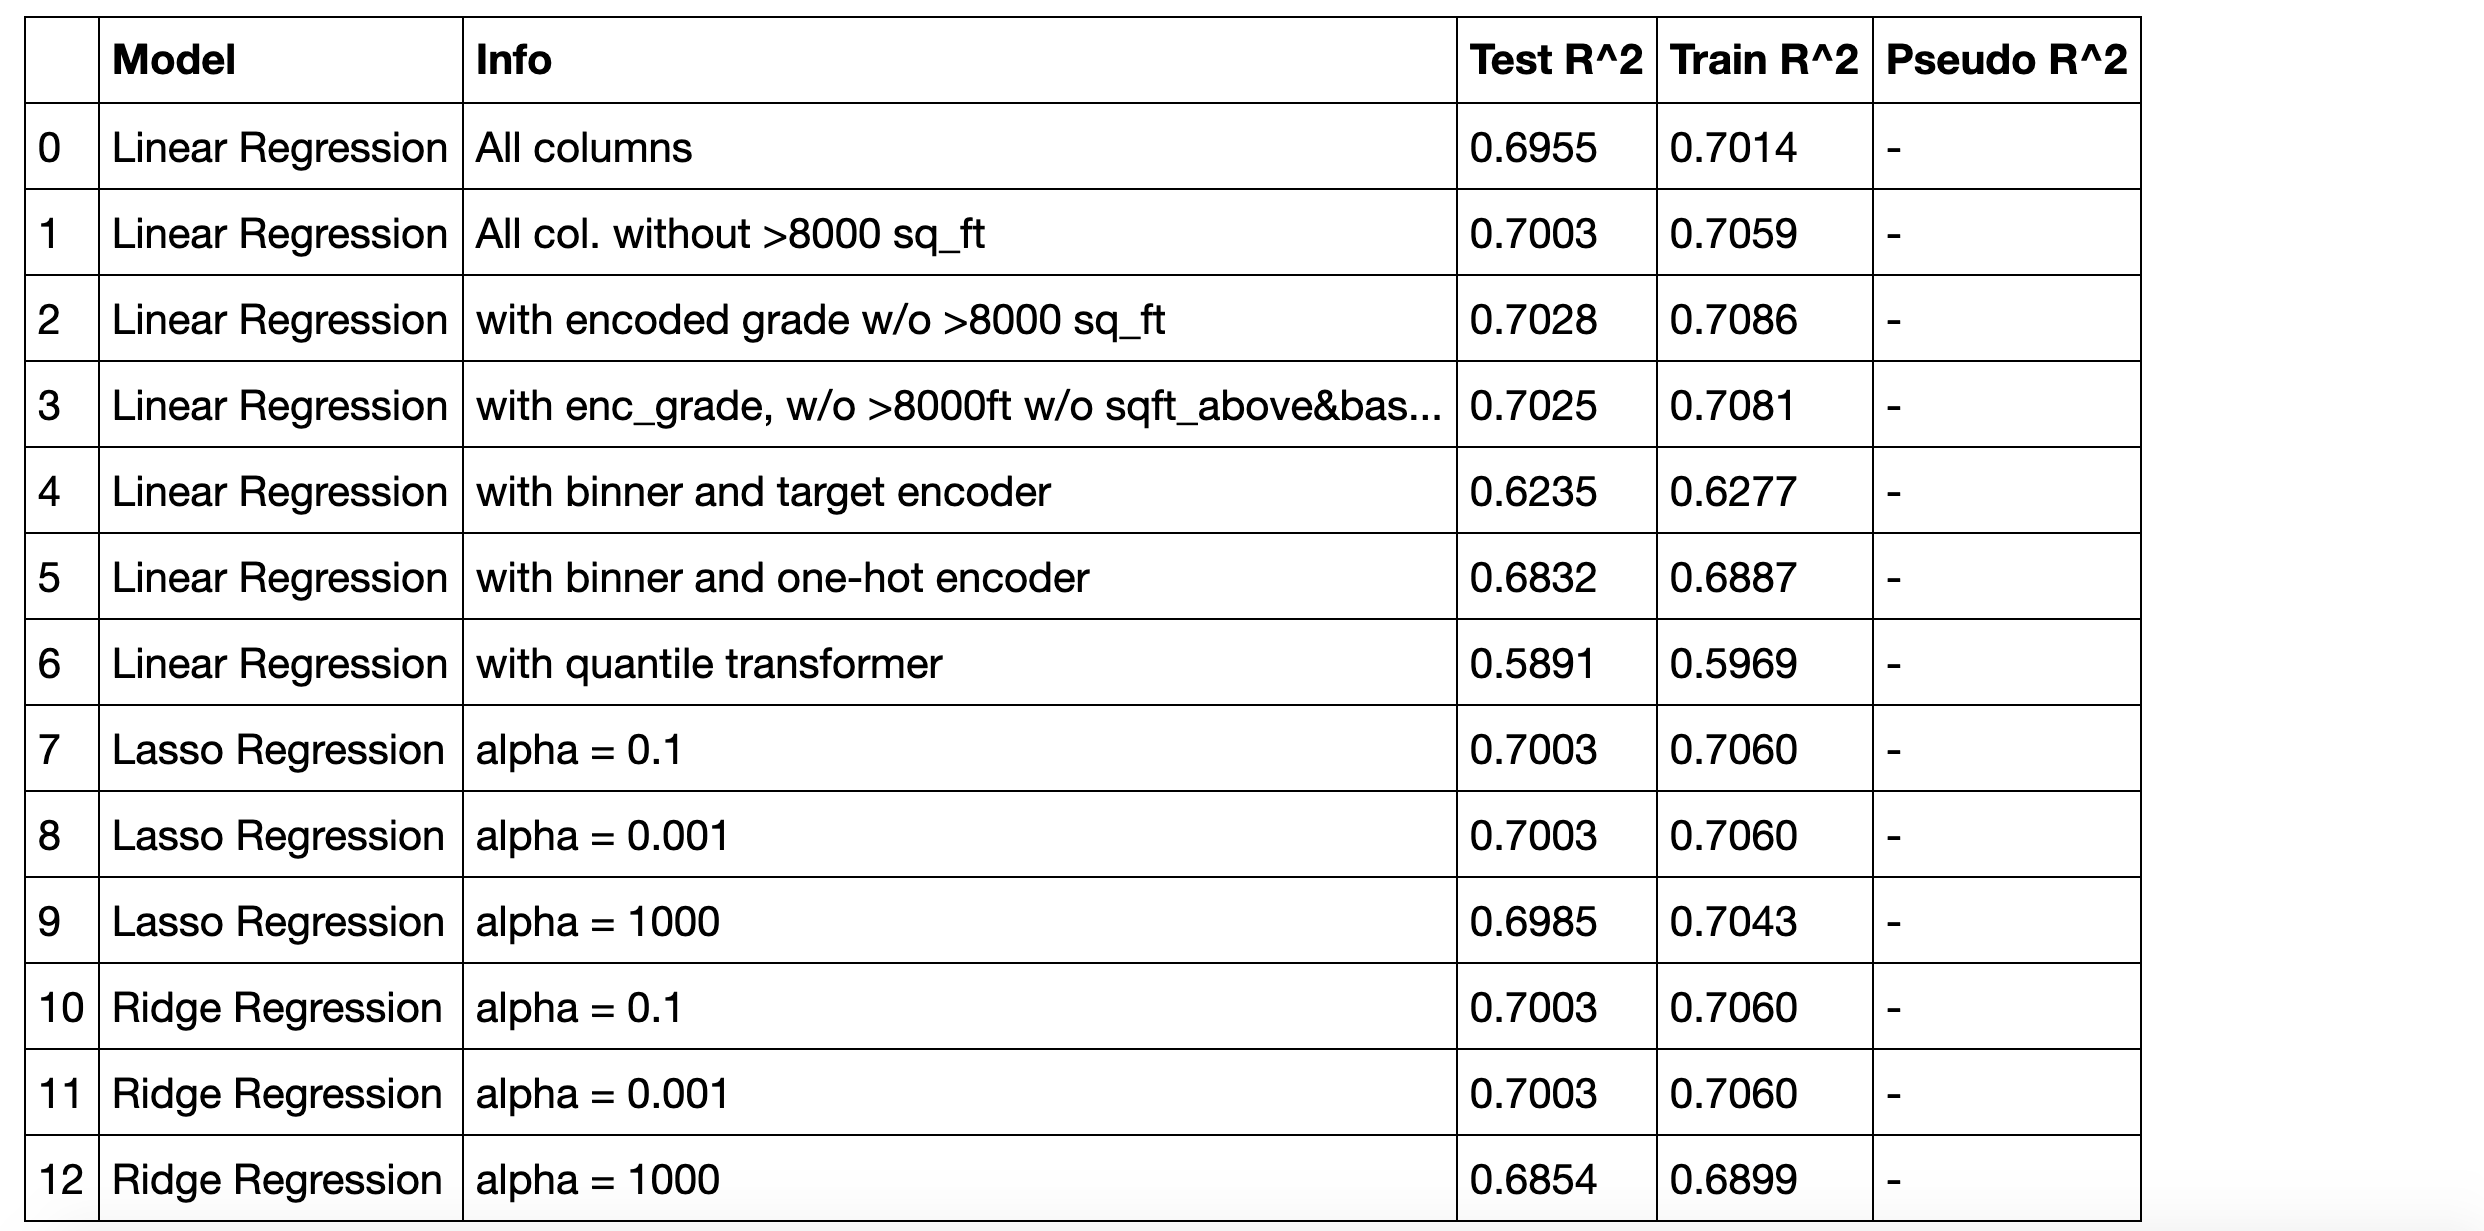 Model Info Test R^2 Train R^2 Pseudo R^2
0 Linear Regression All columns 0.6955 0.7014 -
1 Linear Regression All col. without >8000 sq_ft 0.7003 0.7059 -
2 Linear Regression with encoded grade w/o >8000 sq_ft 0.7028 0.7086 -
3 Linear Regression with enc_grade, w/o >8000ft w/o sqft_above&bas... 0.7025 0.7081 -
4 Linear Regression with binner and target encoder 0.6235 0.6277 -
5 Linear Regression with binner and one-hot encoder 0.6832 0.6887 -
6 Linear Regression with quantile transformer 0.5891 0.5969 -
7 Lasso Regression alpha = 0.1 0.7003 0.7060 -
8 Lasso Regression alpha = 0.001 0.7003 0.7060 -
9 Lasso Regression alpha = 1000 0.6985 0.7043 -
10 Ridge Regression alpha = 0.1 0.7003 0.7060 -
11 Ridge Regression alpha = 0.001 0.7003 0.7060 -
12 Ridge Regression alpha = 1000 0.6854 0.6899 -